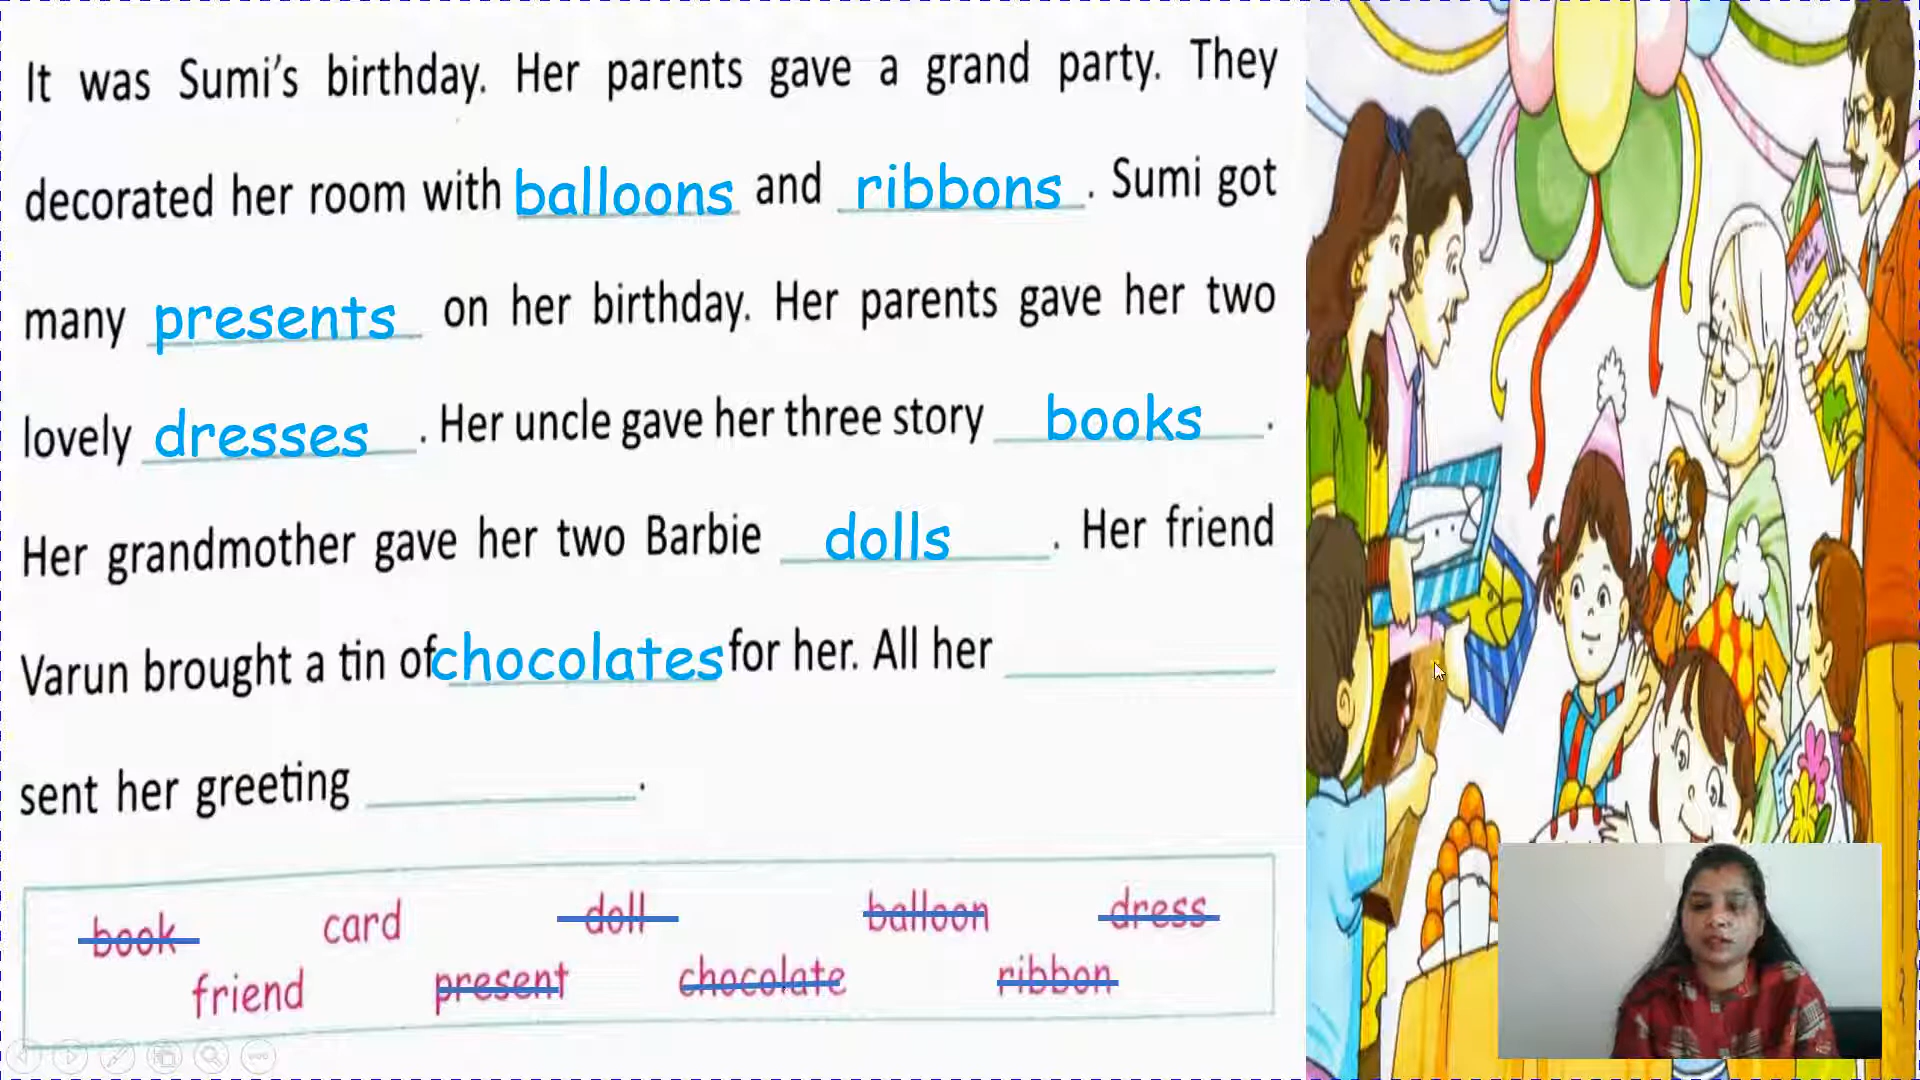 It was Sumi's birthday. Her parents gave a grand party. They
decorated her room with balloons and ribbons. Sumi got
many presents on her birthday. Her parents gave her two
lovely dresses. Her uncle gave her three story books.
Her grandmother gave her two Barbie dolls. Her friend
Varun brought a tin of chocolates for her. All her ____
sent her greeting ____.
book card doll balloon dress
friend present chocolate ribbon